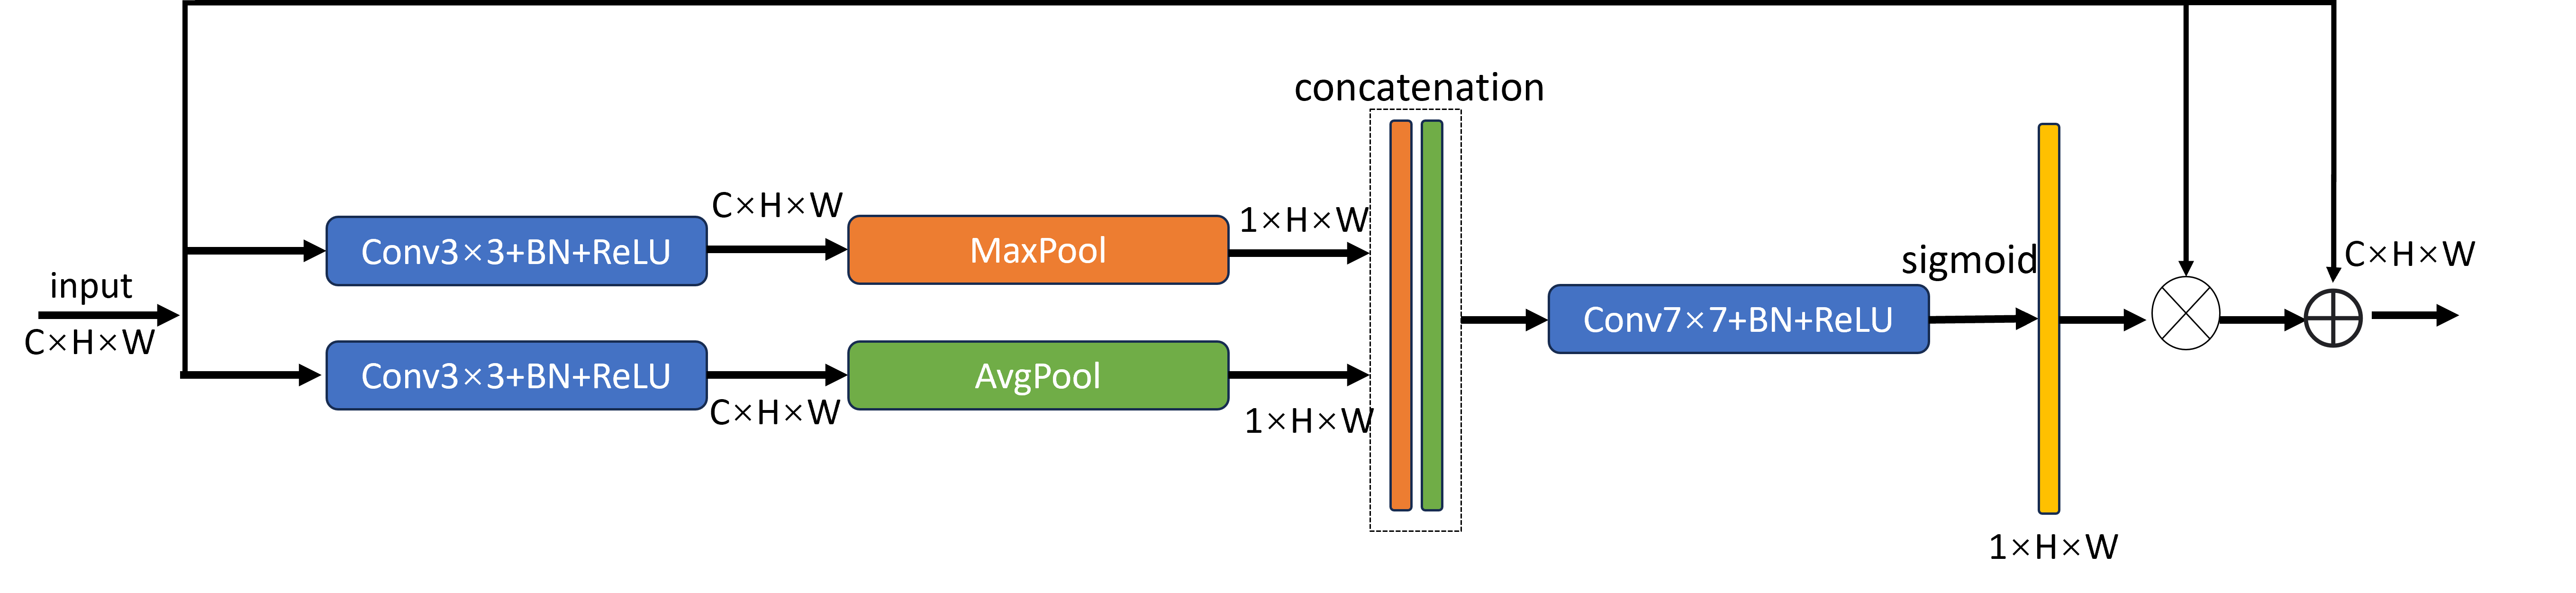 concatenation
C×H×W
1×H×W
Conv3×3+BN+ReLU
MaxPool
sigmoid
C×H×W
input
C×H×W
Conv7×7+BN+ReLU
Conv3×3+BN+ReLU
AvgPool
C×H×W
1×H×W
1×H×W